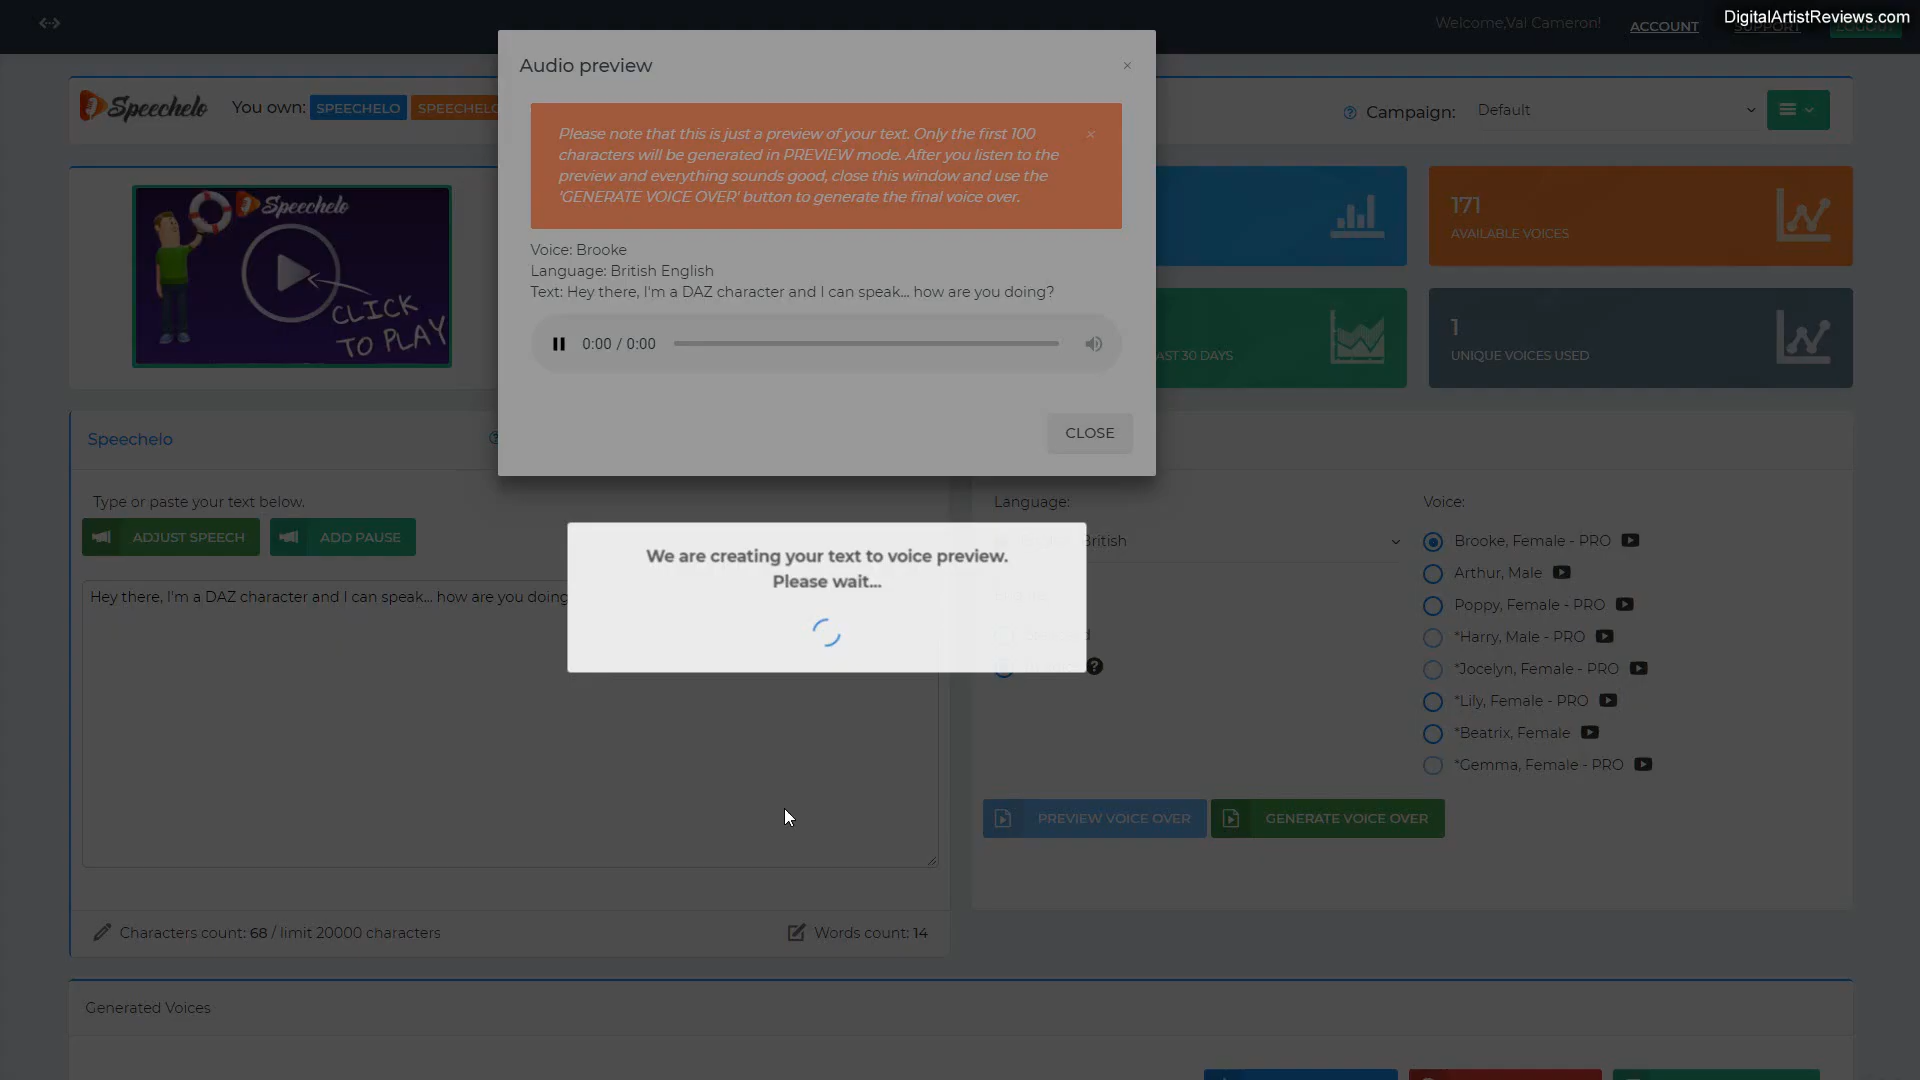 DigitalArtistReviews.com
Welcome,Val Cameron!
ACCOUNT
SUPPORT
LOGOUT
Audio preview
×
Speechelo
You own:
SPEECHELO
SPEECHELO
Please note that this is just a preview of your text. Only the first 100
characters will be generated in PREVIEW mode. After you listen to the
preview and everything sounds good, close this window and use the
'GENERATE VOICE OVER' button to generate the final voice over.
×
Campaign:
Default
Speechelo
CLICK
TO PLAY
Voice: Brooke
Language: British English
Text: Hey there, I'm a DAZ character and I can speak... how are you doing?
0:00 / 0:00
CLOSE
171
AVAILABLE VOICES
AST 30 DAYS
1
UNIQUE VOICES USED
Speechelo
Type or paste your text below.
ADJUST SPEECH
ADD PAUSE
Hey there, I'm a DAZ character and I can speak... how are you doing
We are creating your text to voice preview.
Please wait...
Language:
British
Voice:
Brooke, Female - PRO
Arthur, Male
Poppy, Female - PRO
*Harry, Male - PRO
*Jocelyn, Female - PRO
*Lily, Female - PRO
*Beatrix, Female
*Gemma, Female - PRO
PREVIEW VOICE OVER
GENERATE VOICE OVER
Characters count: 68 / limit 20000 characters
Words count: 14
Generated Voices